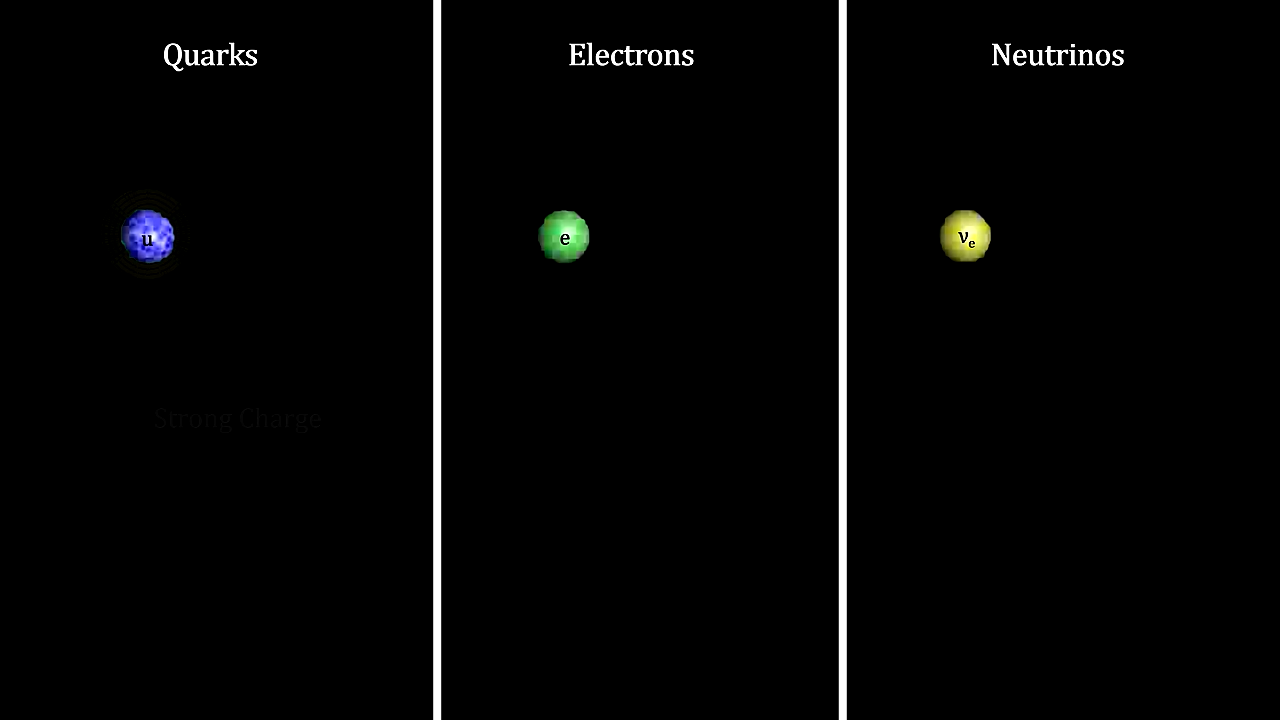 Quarks
Electrons
Neutrinos
u
e
νe
Strong Charge